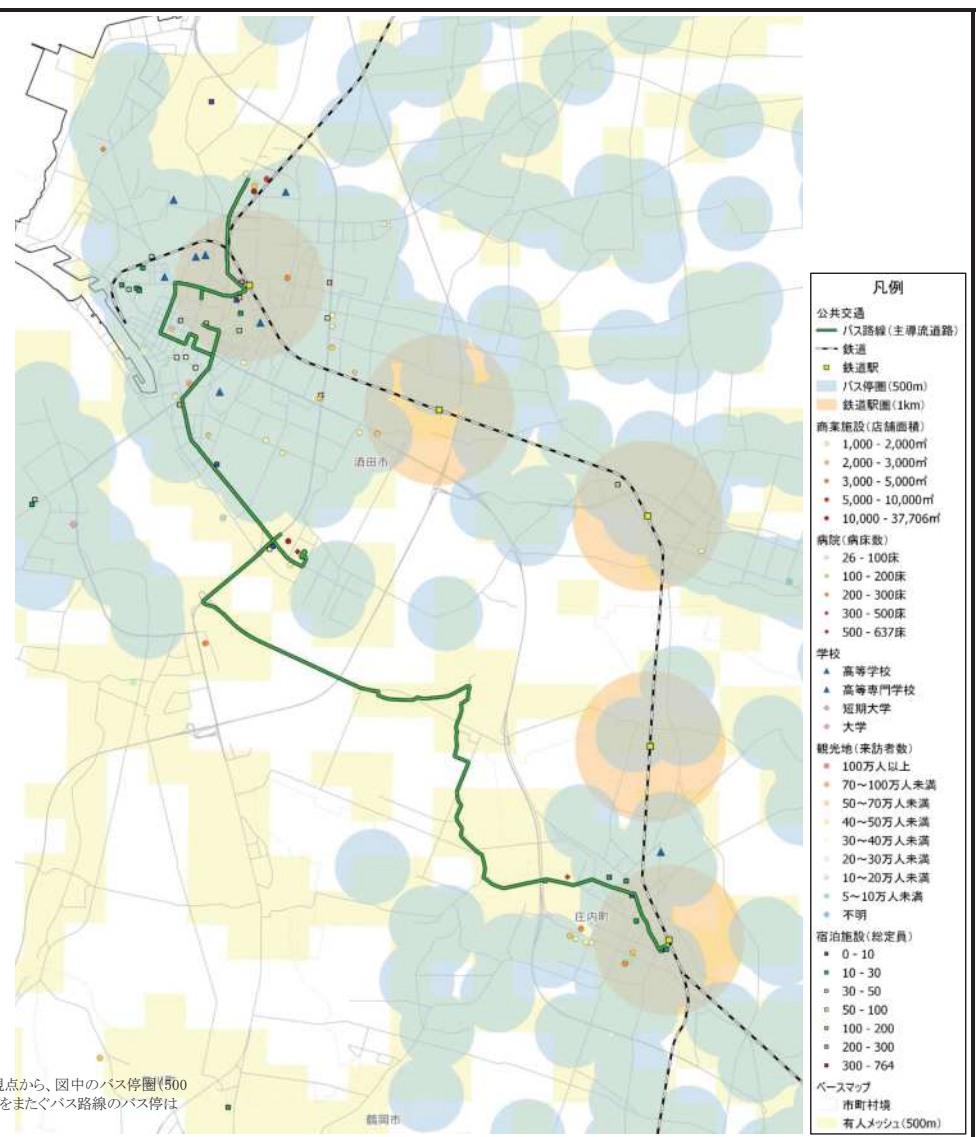 酒田市
庄内町
鶴岡市
視点から、図中のバス停圏(500
をまたぐバス路線のバス停は
凡例
公共交通
バス路線(主導流道路)
鉄道
鉄道駅
バス停圏(500m)
鉄道駅圏(1km)
商業施設(店舗面積)
1,000 - 2,000㎡
2,000 - 3,000㎡
3,000 - 5,000㎡
5,000 - 10,000㎡
10,000 - 37,706㎡
病院(病床数)
26 - 100床
100 - 200床
200 - 300床
300 - 500床
500 - 637床
学校
高等学校
高等専門学校
短期大学
大学
観光地(来訪者数)
100万人以上
70～100万人未満
50～70万人未満
40～50万人未満
30～40万人未満
20～30万人未満
10～20万人未満
5～10万人未満
不明
宿泊施設(総定員)
0 - 10
10 - 30
30 - 50
50 - 100
100 - 200
200 - 300
300 - 764
ベースマップ
市町村境
有人メッシュ(500m)